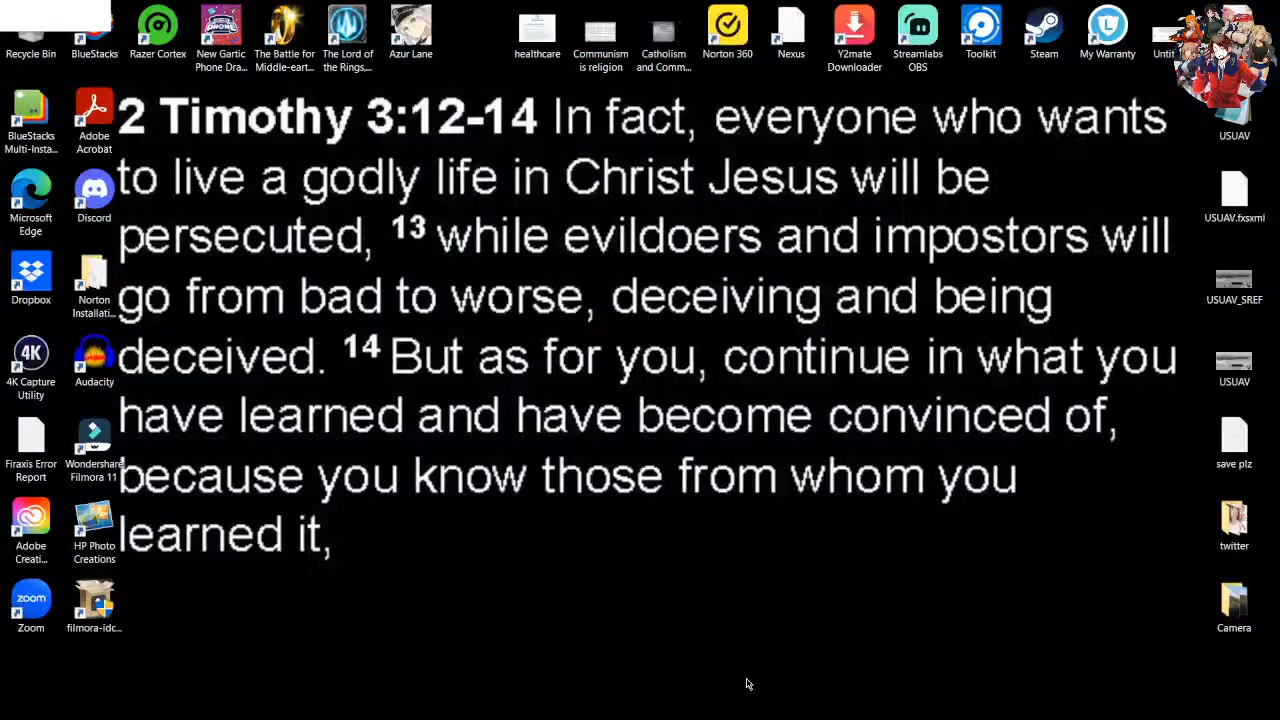 Recycle Bin
BlueStacks
Razer Cortex
New Gartic
Phone Dra...
The Battle for
Middle-eart...
The Lord of
the Rings,...
Azur Lane
healthcare
Communism
is religion
Catholism
and Comm...
Norton 360
Nexus
Y2mate
Downloader
Streamlabs
OBS
Toolkit
Steam
My Warranty
Untit
BlueStacks
Multi-Insta...
Adobe
Acrobat
USUAV
Microsoft
Edge
Discord
USUAV.fxsxml
Dropbox
Norton
Installati...
USUAV_SREF
4K
4K Capture
Utility
Audacity
USUAV
Firaxis Error
Report
Wondershare
Filmora 11
save plz
Adobe
Creati...
HP Photo
Creations
twitter
zoom
Zoom
filmora-idc...
Camera
2 Timothy 3:12-14 In fact, everyone who wants
to live a godly life in Christ Jesus will be
persecuted, 13 while evildoers and impostors will
go from bad to worse, deceiving and being
deceived. 14 But as for you, continue in what you
have learned and have become convinced of,
because you know those from whom you
learned it,